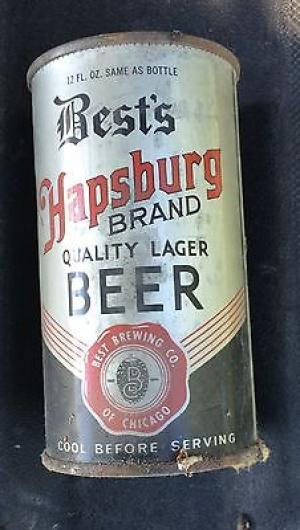 12 FL. OZ. SAME AS BOTTLE
Best's
Hapsburg
BRAND
QUALITY LAGER
BEER
BEST BREWING CO.
B
OF CHICAGO
COOL BEFORE SERVING